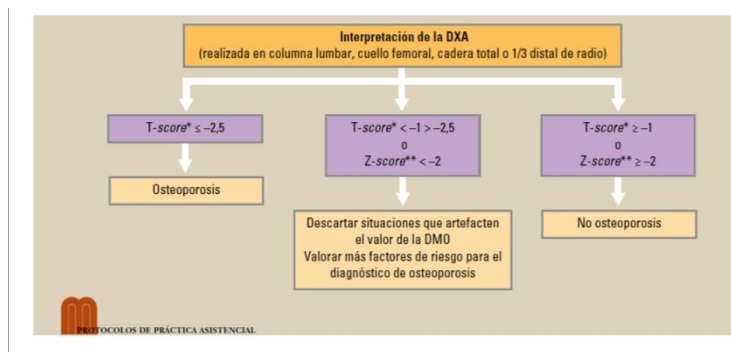 Interpretación de la DXA
(realizada en columna lumbar, cuello femoral, cadera total o 1/3 distal de radio)
T-score* ≤ –2,5
Osteoporosis
T-score* < –1 > –2,5
o
Z-score** < –2
Descartar situaciones que artefacten
el valor de la DMO
Valorar más factores de riesgo para el
diagnóstico de osteoporosis
T-score* ≥ –1
o
Z-score** ≥ –2
No osteoporosis
PROTOCOLOS DE PRÁCTICA ASISTENCIAL